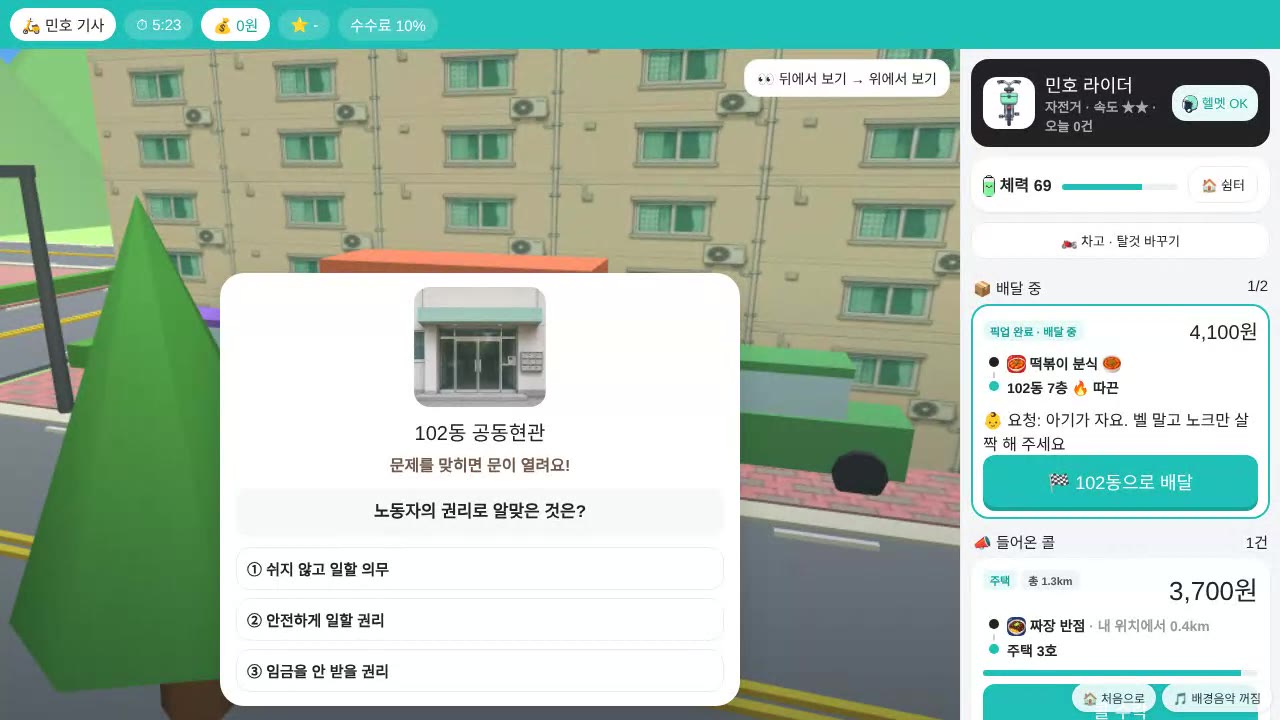 🛵 민호 기사
⏱ 5:23
💰 0원
⭐ -
수수료 10%
👀 뒤에서 보기 → 위에서 보기
102동 공동현관
문제를 맞히면 문이 열려요!
노동자의 권리로 알맞은 것은?
① 쉬지 않고 일할 의무
② 안전하게 일할 권리
③ 임금을 안 받을 권리
민호 라이더
자전거 · 속도 ★★ ·
오늘 0건
헬멧 OK
체력 69
🏠 쉼터
🏍️ 차고 · 탈것 바꾸기
📦 배달 중
1/2
픽업 완료 · 배달 중
4,100원
떡볶이 분식
102동 7층 🔥 따끈
👶 요청: 아기가 자요. 벨 말고 노크만 살
짝 해 주세요
🏁 102동으로 배달
📣 들어온 콜
1건
주택
총 1.3km
3,700원
짜장 반점 · 내 위치에서 0.4km
주택 3호
🏠 처음으로
🎵 배경음악 꺼짐